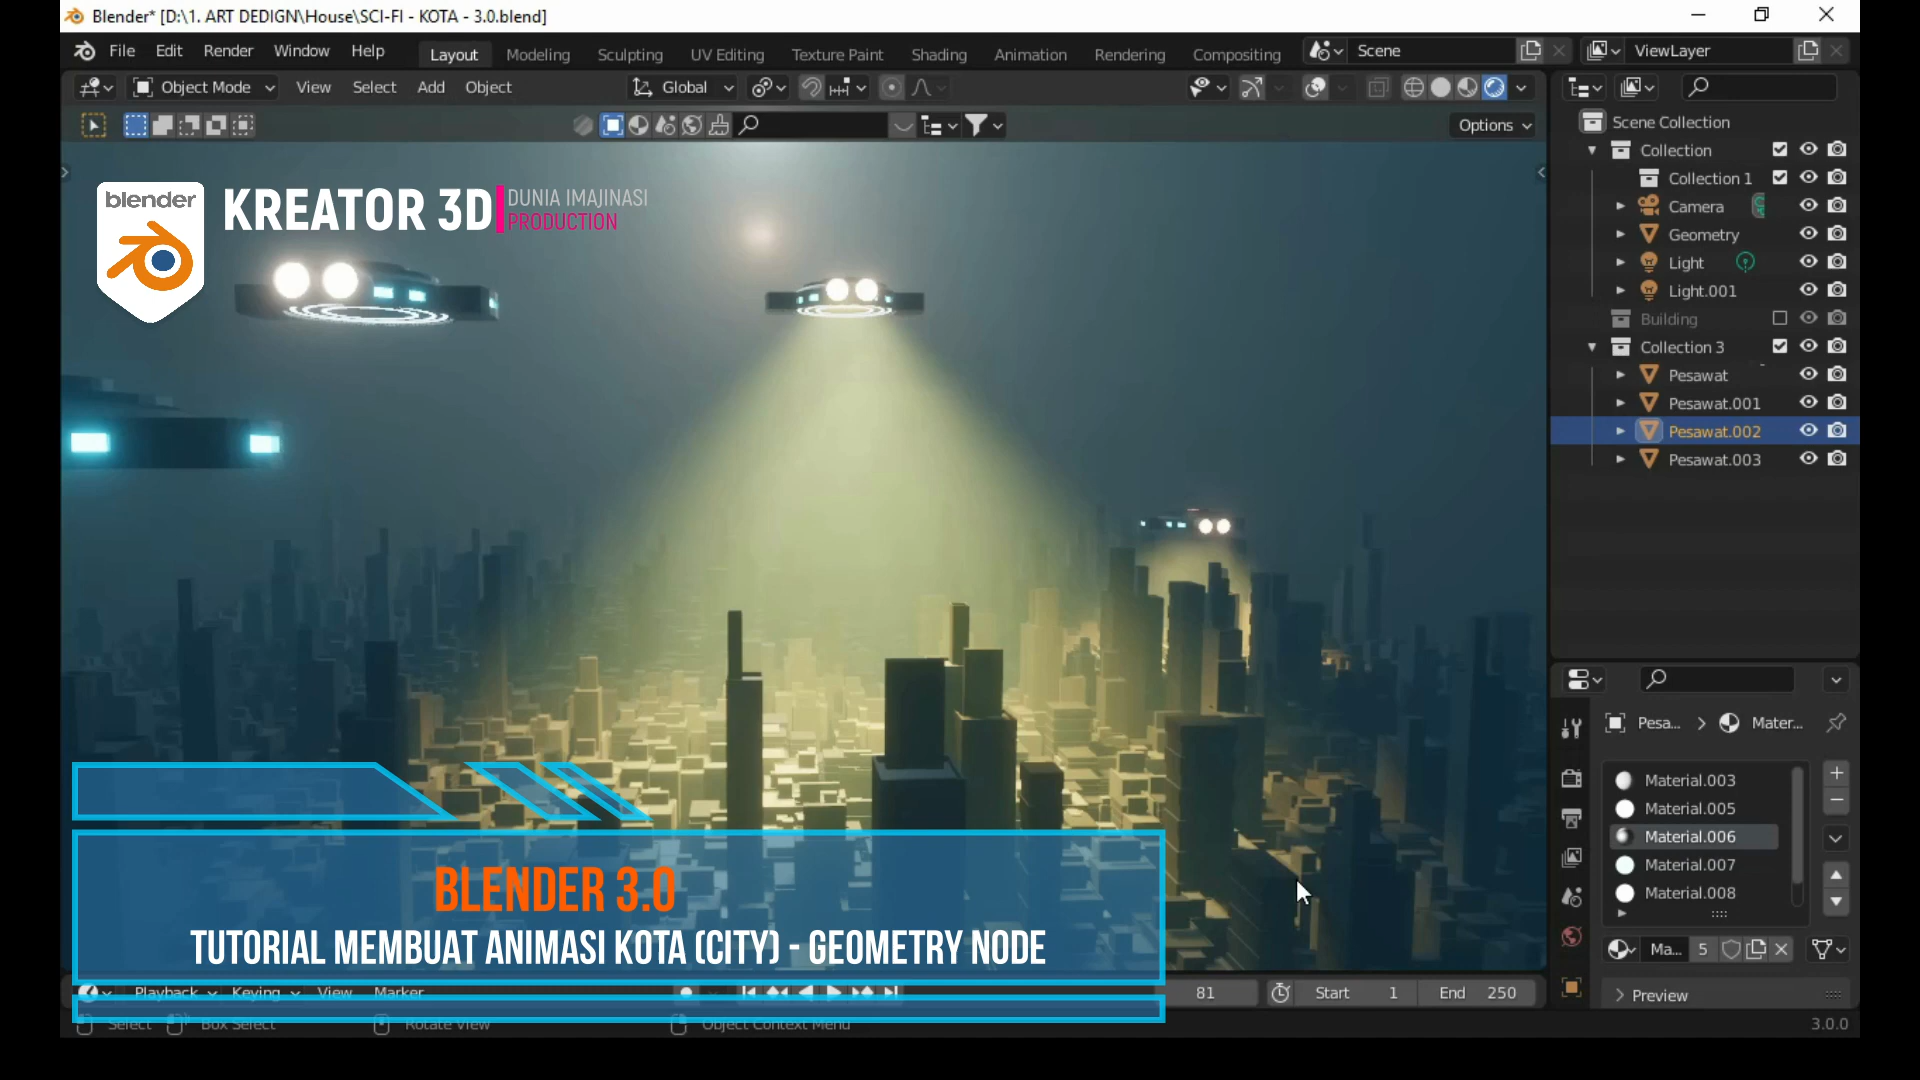 Blender* [D:\1. ART DEDIGN\House\SCI-FI - KOTA - 3.0.blend]
File Edit Render Window Help
Layout Modeling Sculpting UV Editing Texture Paint Shading Animation Rendering Compositing
Scene
ViewLayer
Object Mode View Select Add Object
Global
Options
Scene Collection
Collection
Collection 1
Camera
Geometry
Light
Light.001
Building
Collection 3
Pesawat
Pesawat.001
Pesawat.002
Pesawat.003
blender
KREATOR 3D
DUNIA IMAJINASI
PRODUCTION
Pesa... Mater...
Material.003
Material.005
Material.006
Material.007
Material.008
Ma... 5
Preview
BLENDER 3.0
TUTORIAL MEMBUAT ANIMASI KOTA (CITY) - GEOMETRY NODE
Playback Keying View Marker
81 Start 1 End 250
Select Box Select Rotate View Object Context Menu
3.0.0